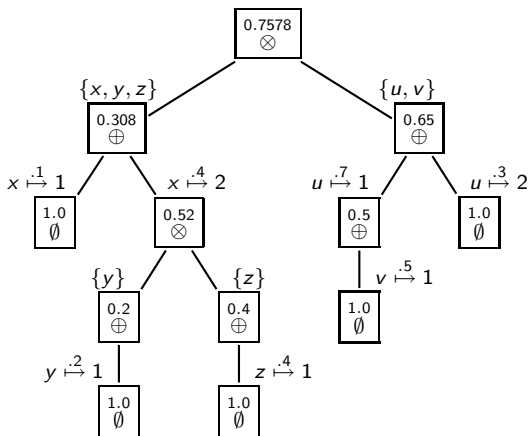 0.7578
⊗
{x, y, z} {u, v}
0.308 0.65
⊕ ⊕
x .1↦ 1 x .4↦ 2 u .7↦ 1 u .3↦ 2
1.0 0.52 0.5 1.0
∅ ⊗ ⊕ ∅
{y} {z} v .5↦ 1
0.2 0.4 1.0
⊕ ⊕ ∅
y .2↦ 1 z .4↦ 1
1.0 1.0
∅ ∅